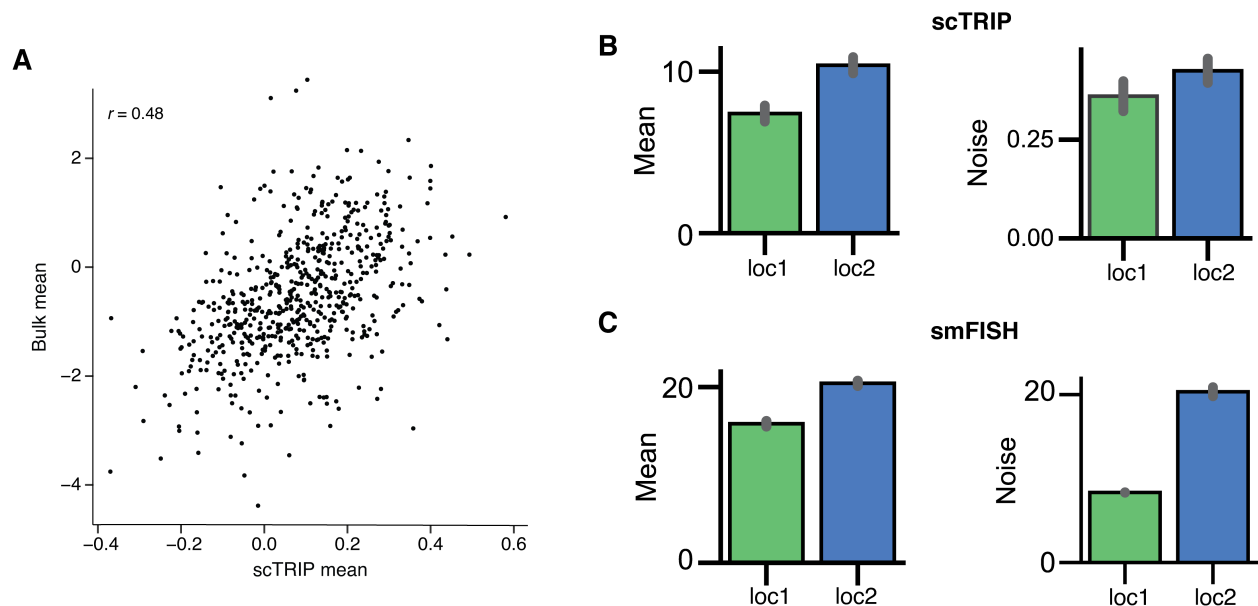 A
r = 0.48
2
0
−2
−4
Bulk mean
−0.4
−0.2
0.0
0.2
0.4
0.6
scTRIP mean
scTRIP
B
10
0
Mean
loc1
loc2
0.25
0.00
Noise
loc1
loc2
C
smFISH
20
0
Mean
loc1
loc2
20
0
Noise
loc1
loc2